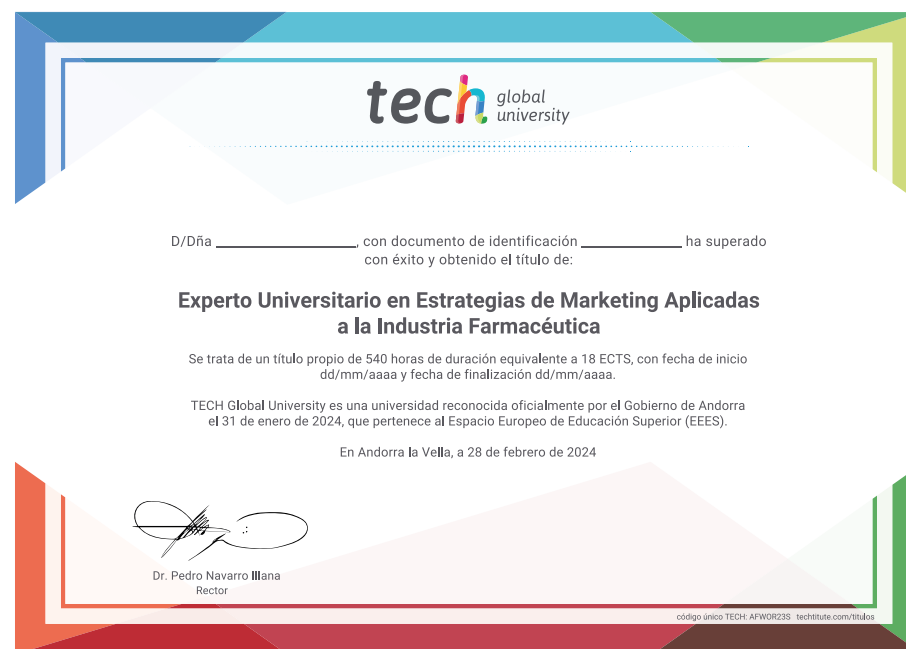 tech global university
D/Dña ______________, con documento de identificación ____________ ha superado
con éxito y obtenido el título de:
Experto Universitario en Estrategias de Marketing Aplicadas
a la Industria Farmacéutica
Se trata de un título propio de 540 horas de duración equivalente a 18 ECTS, con fecha de inicio
dd/mm/aaaa y fecha de finalización dd/mm/aaaa.
TECH Global University es una universidad reconocida oficialmente por el Gobierno de Andorra
el 31 de enero de 2024, que pertenece al Espacio Europeo de Educación Superior (EEES).
En Andorra la Vella, a 28 de febrero de 2024
Dr. Pedro Navarro Illana
Rector
código único TECH: AFWOR23S techtitute.com/titulos